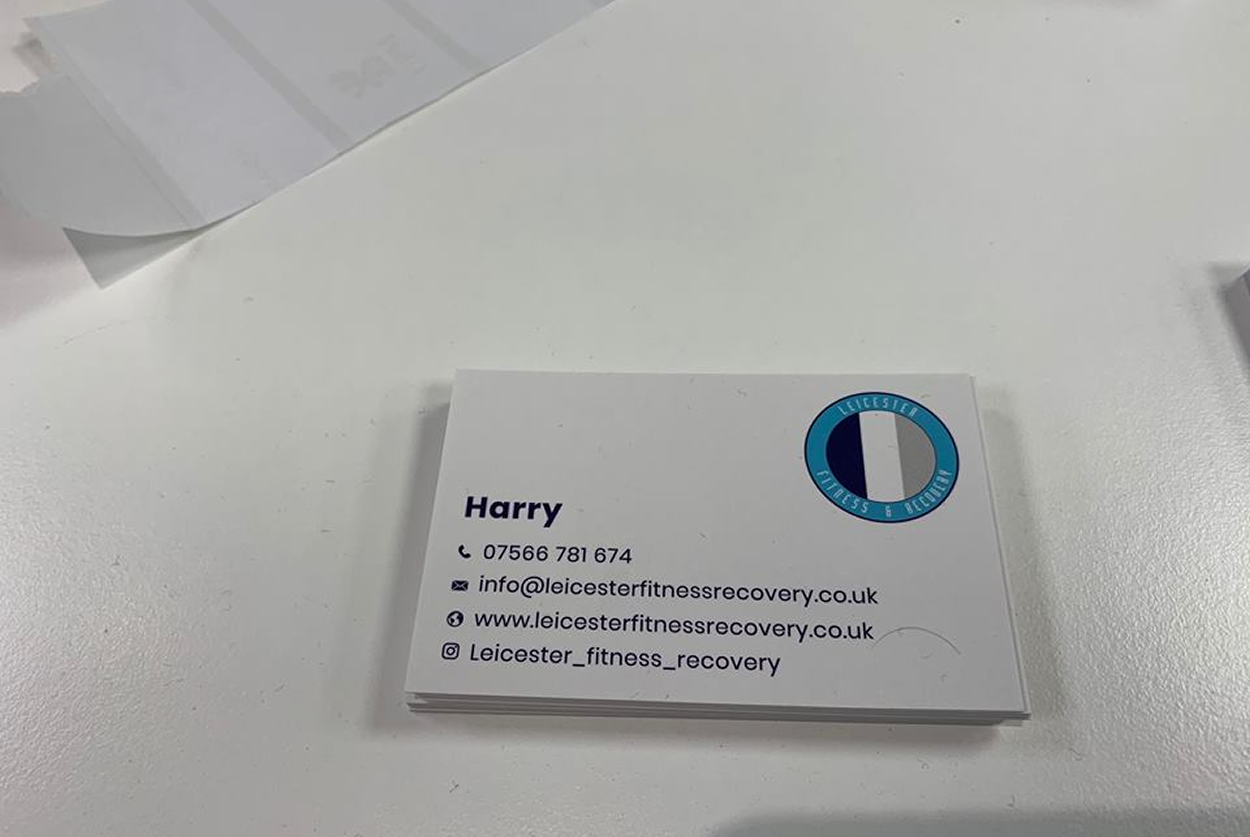 LEICESTER
FITNESS & RECOVERY
Harry
07566 781 674
info@leicesterfitnessrecovery.co.uk
www.leicesterfitnessrecovery.co.uk
Leicester_fitness_recovery